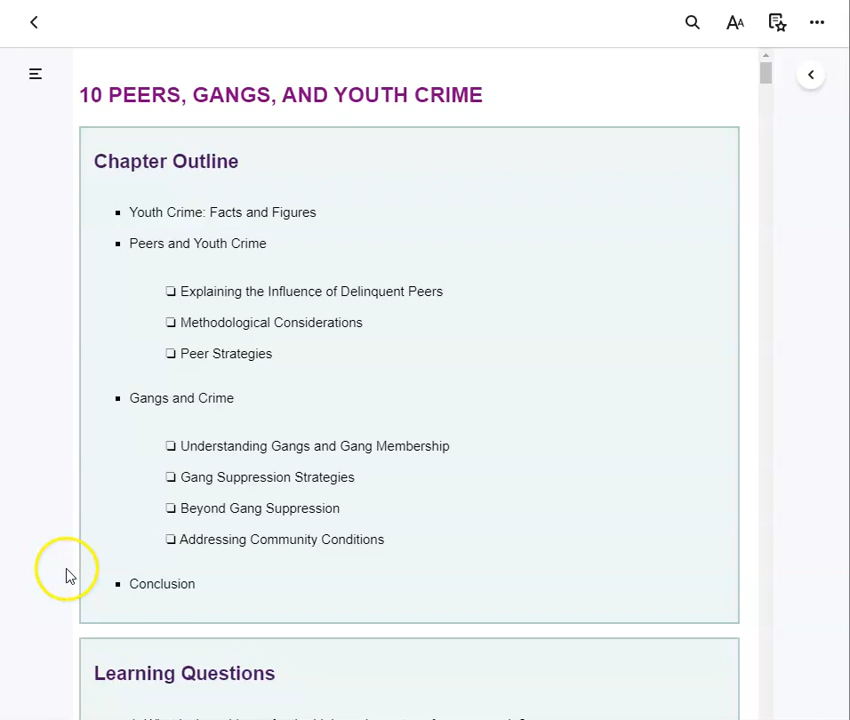 10 PEERS, GANGS, AND YOUTH CRIME
Chapter Outline
Youth Crime: Facts and Figures
Peers and Youth Crime
Explaining the Influence of Delinquent Peers
Methodological Considerations
Peer Strategies
Gangs and Crime
Understanding Gangs and Gang Membership
Gang Suppression Strategies
Beyond Gang Suppression
Addressing Community Conditions
Conclusion
Learning Questions